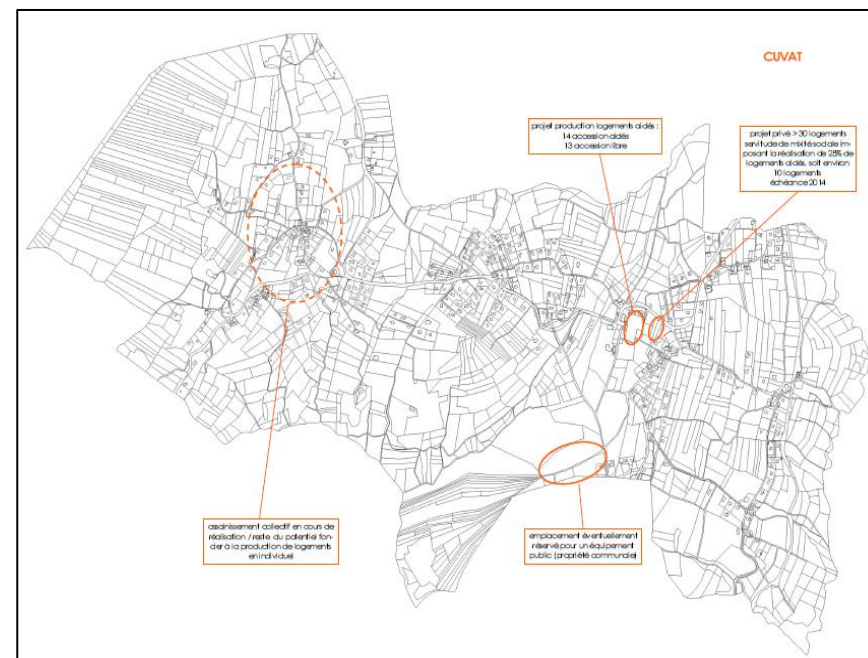 CUVAT
projet production logements aidés :
14 accession aidés
13 accession libre
projet privé > 30 logements
servitude de mixité sociale im-
posant la réalisation de 25% de
logements aidés, soit environ
10 logements
échéance 2014
assainissement collectif en cours de
réalisation / reste du potentiel fon-
cier à la production de logements
en individuel
emplacement éventuellement
réservé pour un équipement
public (propriété communale)